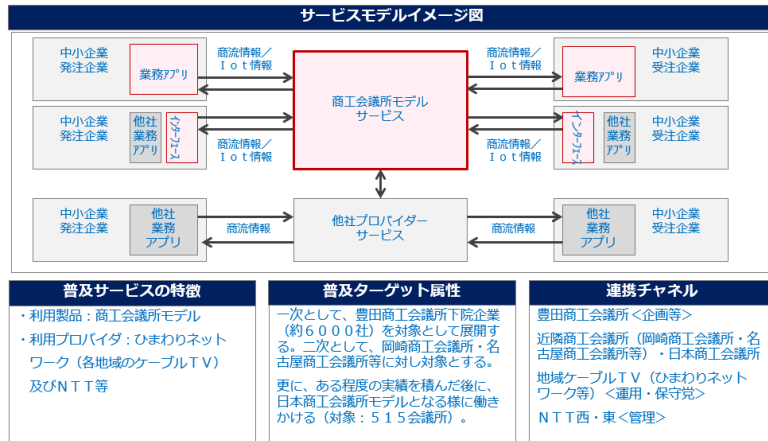 サービスモデルイメージ図
中小企業
発注企業
業務アプリ
商流情報／
Ｉｏｔ情報
商工会議所モデル
サービス
商流情報／
Ｉｏｔ情報
業務アプリ
中小企業
受注企業
中小企業
発注企業
他社
業務
アプリ
インターフェース
商流情報／
Ｉｏｔ情報
商流情報／
Ｉｏｔ情報
インターフェース
他社
業務
アプリ
中小企業
受注企業
中小企業
発注企業
他社
業務
アプリ
商流情報
他社プロバイダー
サービス
商流情報
他社
業務
アプリ
中小企業
受注企業
普及サービスの特徴
・利用製品：商工会議所モデル
・利用プロバイダ：ひまわりネット
ワーク（各地域のケーブルＴＶ）
及びＮＴＴ等
普及ターゲット属性
一次として、豊田商工会議所下院企業
（約６０００社）を対象として展開す
る。二次として、岡崎商工会議所・名
古屋商工会議所等に対し対象とする。
更に、ある程度の実績を積んだ後に、
日本商工会議所モデルとなる様に働き
かける（対象：５１５会議所）。
連携チャネル
豊田商工会議所＜企画等＞
近隣商工会議所（岡崎商工会議所・名
古屋商工会議所等）・日本商工会議所
地域ケーブルＴＶ（ひまわりネット
ワーク等）＜運用・保守党＞
ＮＴＴ西・東＜管理＞